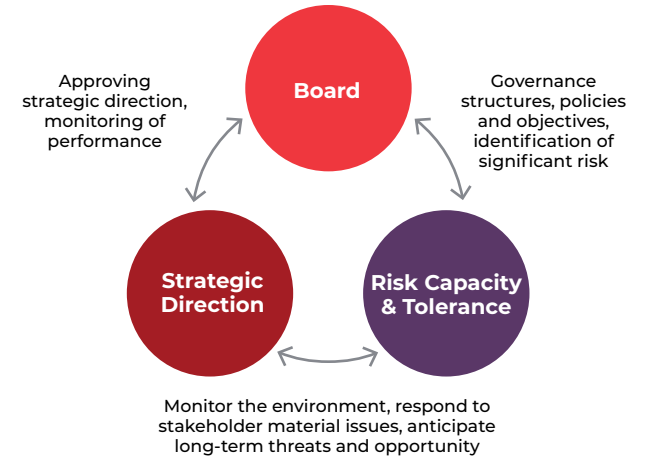 Board
Approving
strategic direction,
monitoring of
performance
Governance
structures, policies
and objectives,
identification of
significant risk
Strategic
Direction
Risk Capacity
& Tolerance
Monitor the environment, respond to
stakeholder material issues, anticipate
long-term threats and opportunity